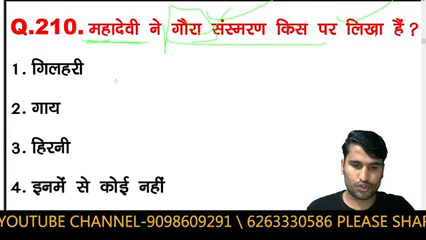 Q.210. महादेवी ने गौरा संस्मरण किस पर लिखा हैं ?
1. गिलहरी
2. गाय
3. हिरनी
4. इनमें से कोई नहीं
YOUTUBE CHANNEL-9098609291 \ 6263330586 PLEASE SHAR